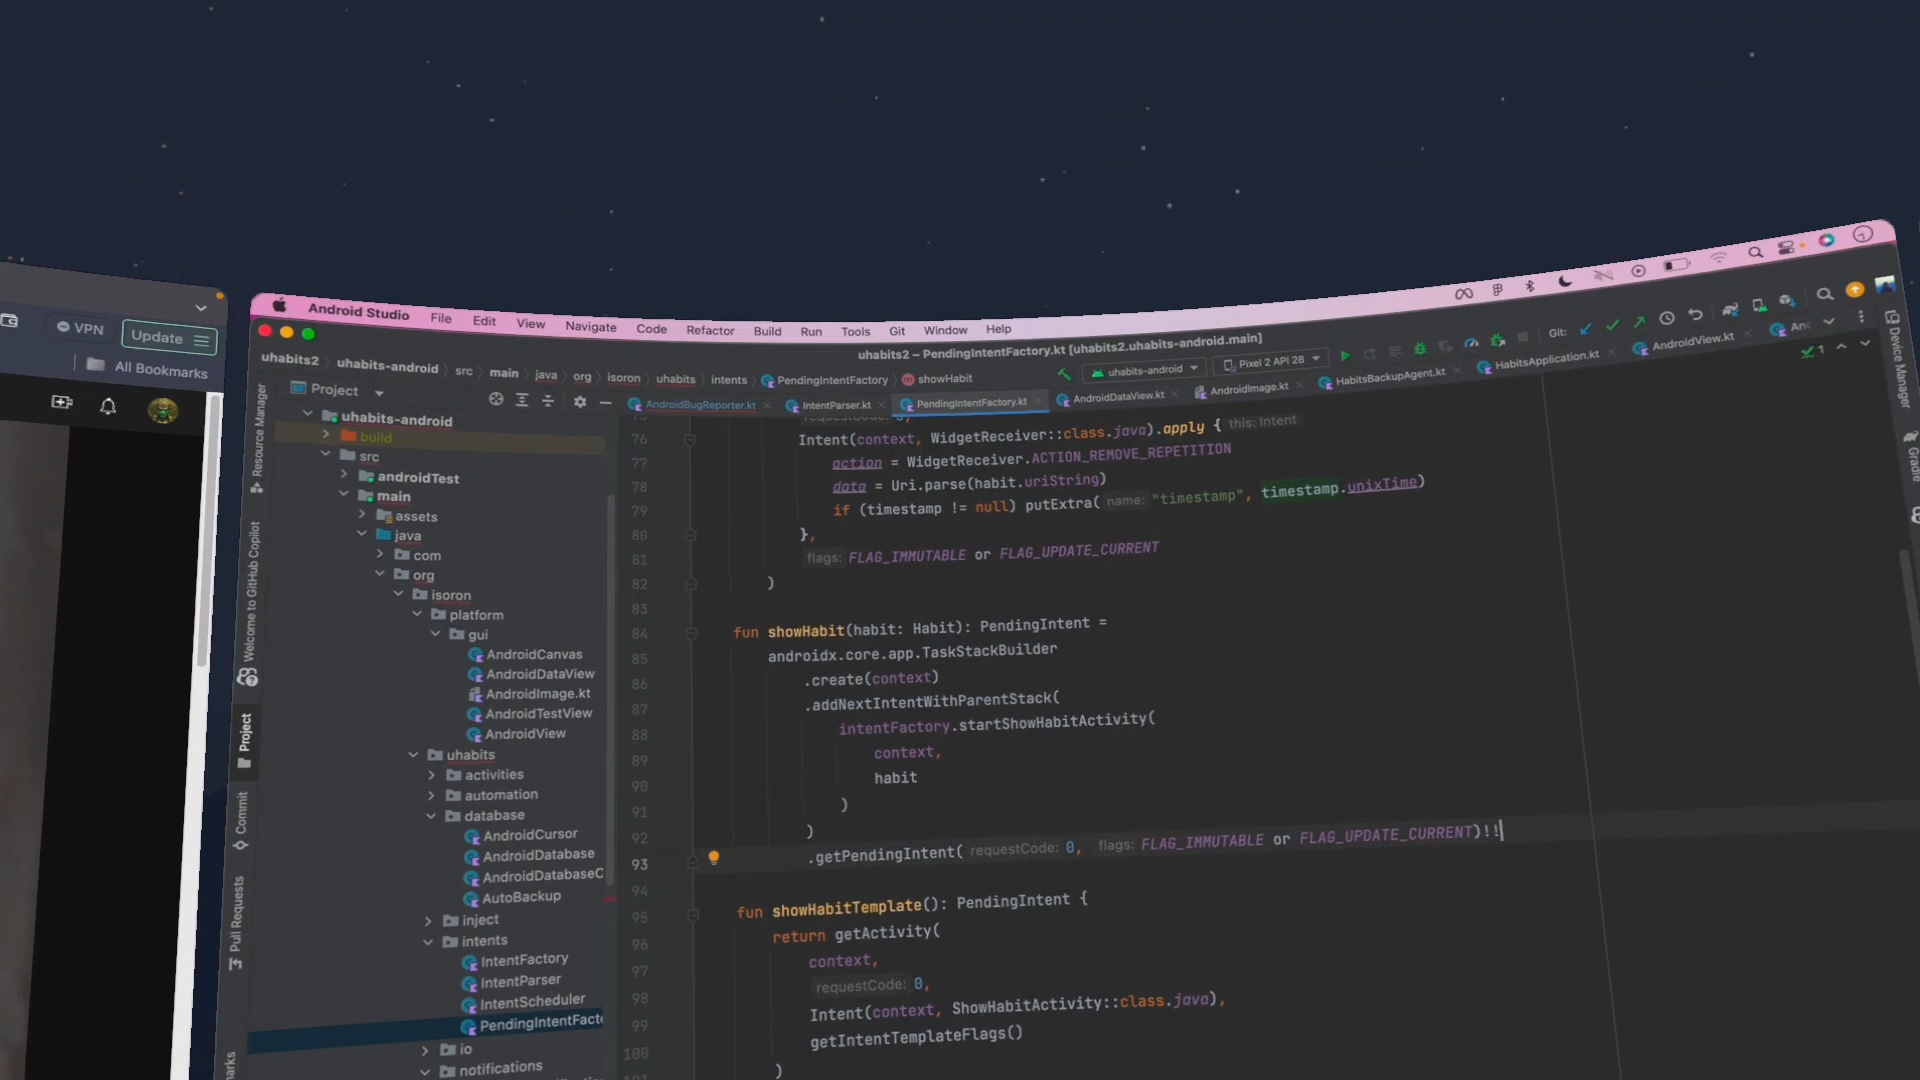 VPN
Update
All Bookmarks
Android Studio File Edit View Navigate Code Refactor Build Run Tools Git Window Help
uhabits2 – PendingIntentFactory.kt [uhabits2.uhabits-android.main]
uhabits2 uhabits-android src main java org isoron uhabits intents PendingIntentFactory showHabit
uhabits-android Pixel 2 API 28 Git:
Project
AndroidBugReporter.kt IntentParser.kt PendingIntentFactory.kt AndroidDataView.kt AndroidImage.kt HabitsBackupAgent.kt HabitsApplication.kt AndroidView.kt
Resource Manager
Welcome to GitHub Copilot
Project
Commit
Pull Requests
Device Manager
uhabits-android
build
src
androidTest
main
assets
java
com
org
isoron
platform
gui
AndroidCanvas
AndroidDataView
AndroidImage.kt
AndroidTestView
AndroidView
uhabits
activities
automation
database
AndroidCursor
AndroidDatabase
AndroidDatabaseC
AutoBackup
inject
intents
IntentFactory
IntentParser
IntentScheduler
PendingIntentFact
io
notifications
1
76 Intent(context, WidgetReceiver::class.java).apply { this: Intent
77 action = WidgetReceiver.ACTION_REMOVE_REPETITION
78 data = Uri.parse(habit.uriString)
79 if (timestamp != null) putExtra( name: "timestamp", timestamp.unixTime)
80 },
81 flags: FLAG_IMMUTABLE or FLAG_UPDATE_CURRENT
82 )
83
84 fun showHabit(habit: Habit): PendingIntent =
85 androidx.core.app.TaskStackBuilder
86 .create(context)
87 .addNextIntentWithParentStack(
88 intentFactory.startShowHabitActivity(
89 context,
90 habit
91 )
92 )
93 .getPendingIntent( requestCode: 0, flags: FLAG_IMMUTABLE or FLAG_UPDATE_CURRENT)!!
94
95 fun showHabitTemplate(): PendingIntent {
96 return getActivity(
97 context,
98 requestCode: 0,
99 Intent(context, ShowHabitActivity::class.java),
100 getIntentTemplateFlags()
)